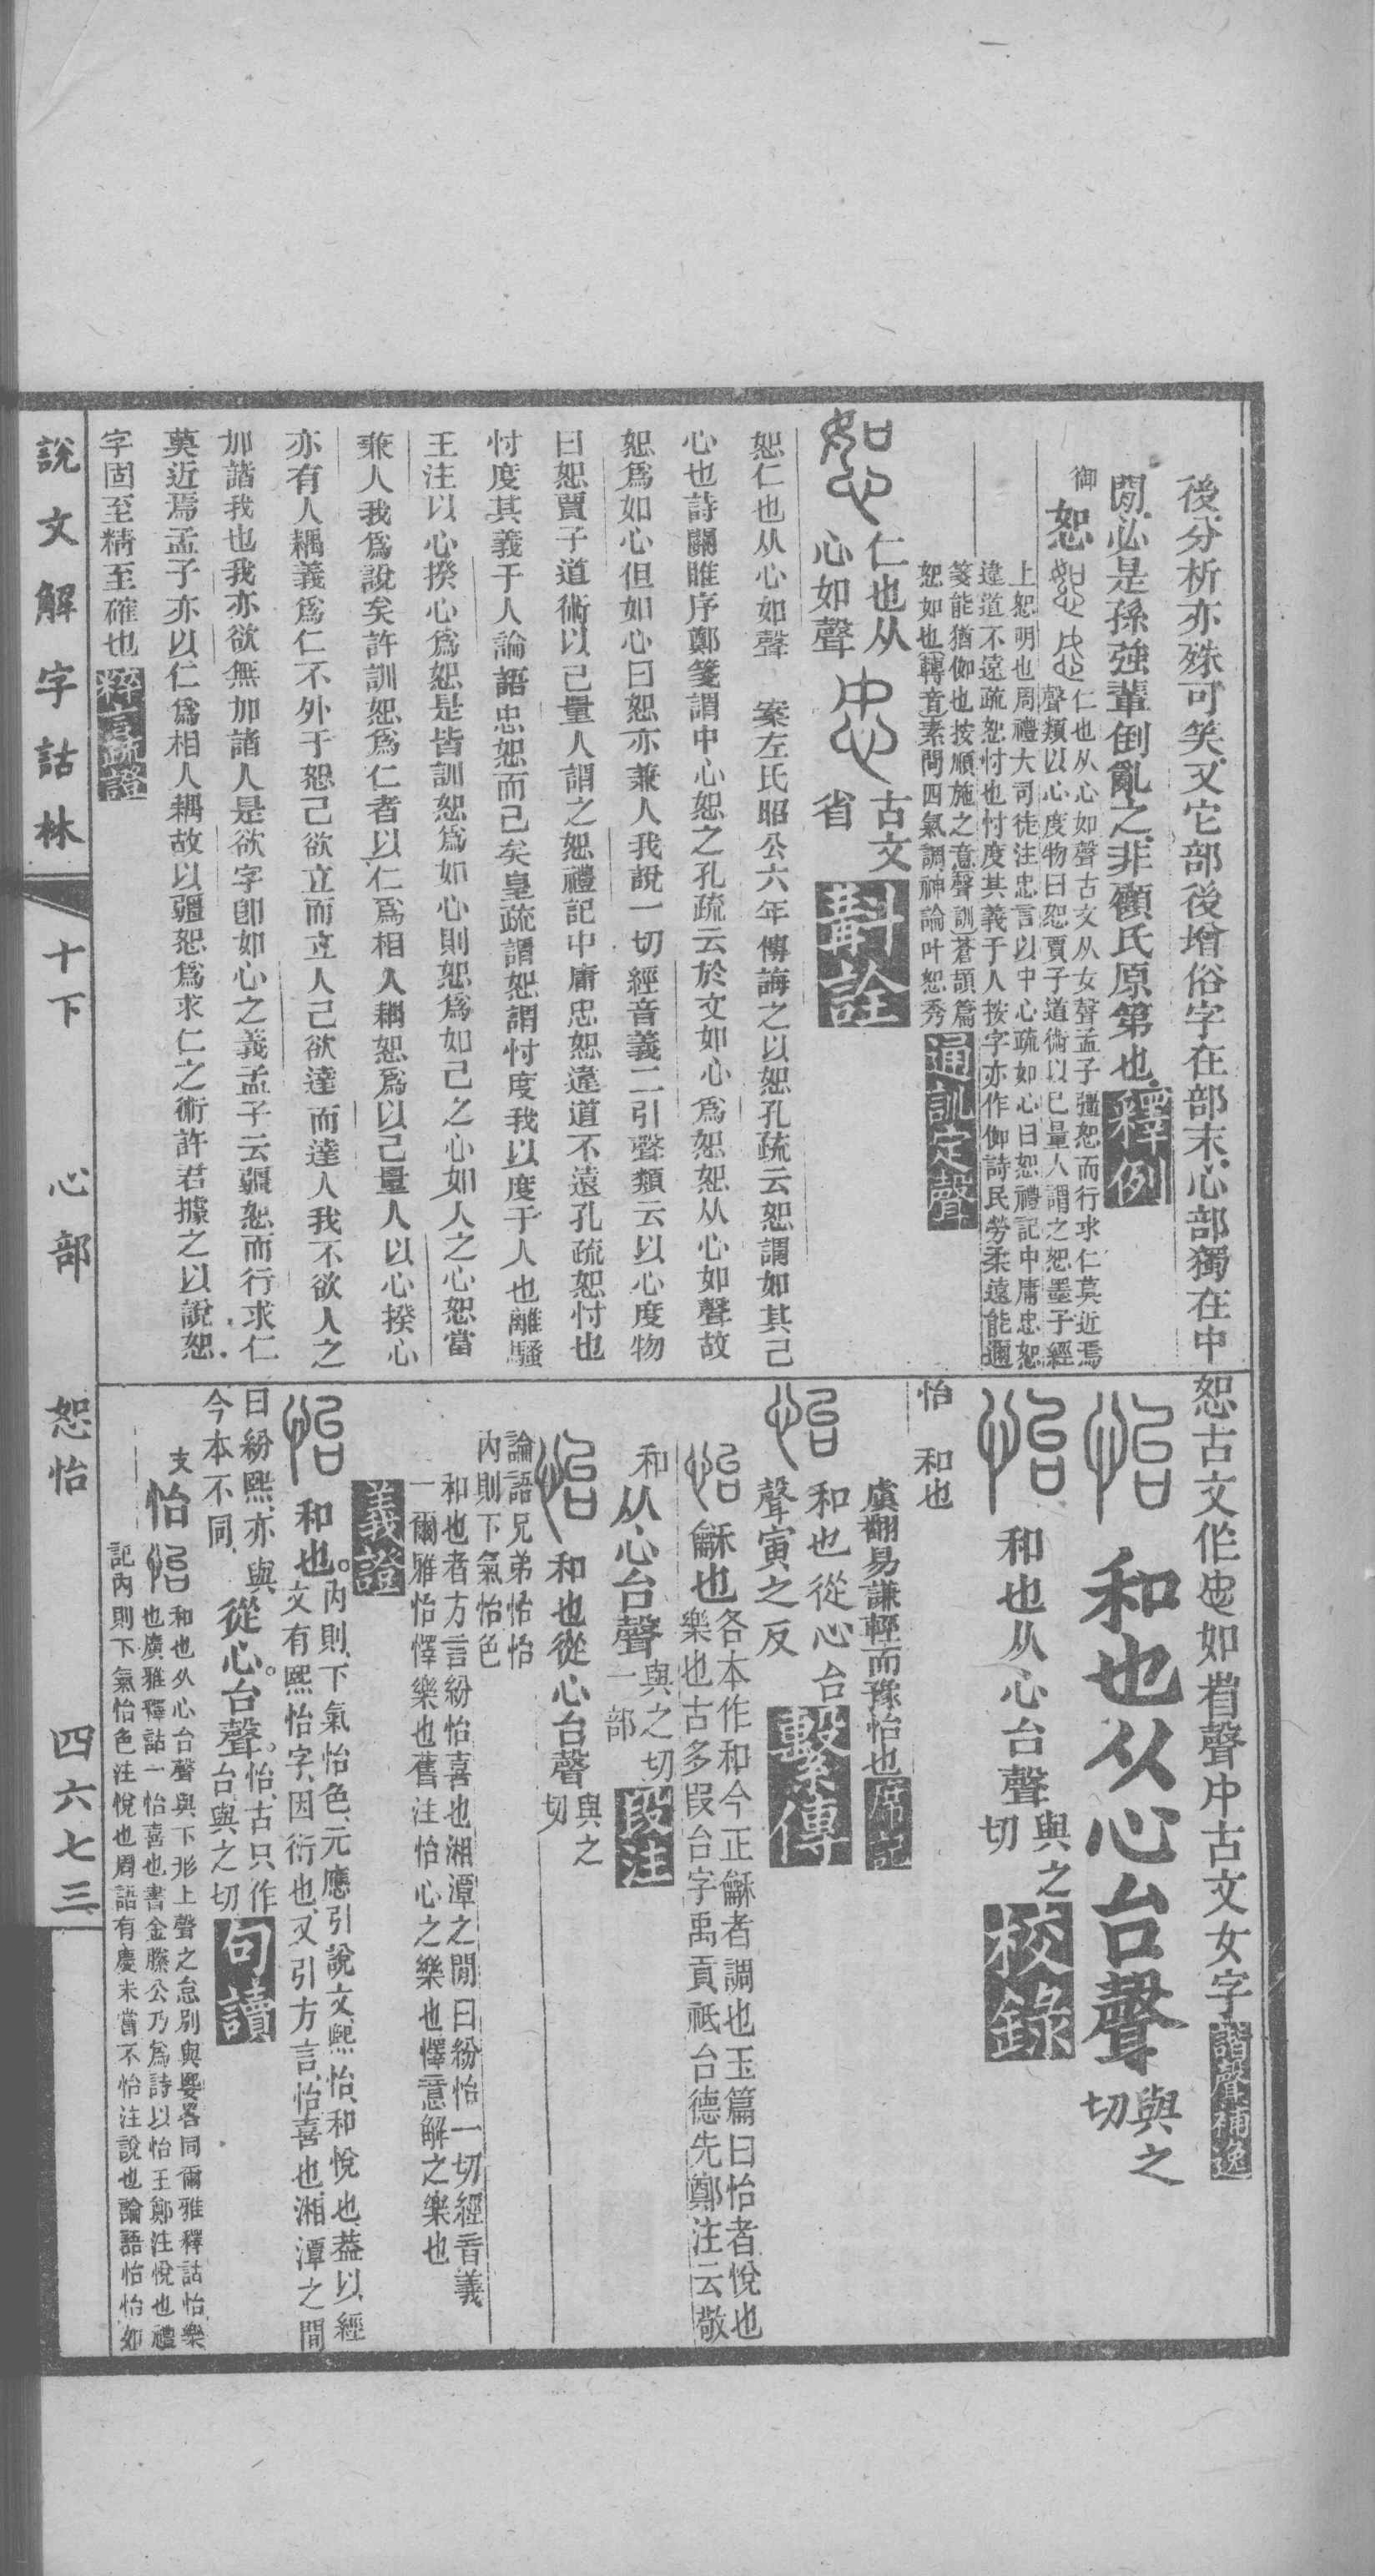 後分析亦殊可笑又它部後增俗字在部末心部獨在中
閒必是孫強輩倒亂之非顧氏原第也釋例
御
恕
仁也从心如聲古文从女聲孟子彊恕而行求仁莫近焉
聲類以心度物曰恕賈子道術以己量人謂之恕墨子經
上恕明也周禮大司徒注忠言以中心疏如心曰恕禮記中庸忠恕
違道不遠疏恕忖也忖度其義于人按字亦作伽詩民勞柔遠能邇
箋能猶伽也按順施之意聲訓蒼頡篇
恕如也轉音素問四氣調神論叶恕秀
通訓定聲
仁也从
心如聲
古文
省
斠詮
恕仁也从心如聲 案左氏昭公六年傳誨之以恕孔疏云恕謂如其己
心也詩關睢序鄭箋謂中心恕之孔疏云於文如心爲恕恕从心如聲故
恕爲如心但如心曰恕亦兼人我說一切經音義二引聲類云以心度物
曰恕賈子道術以己量人謂之恕禮記中庸忠恕違道不遠孔疏恕忖也
忖度其義于人論語忠恕而已矣皇疏謂恕謂忖度我以度于人也離騷
王注以心揆心爲恕是皆訓恕爲如心則恕爲如己之心如人之心恕當
兼人我爲說矣許訓恕爲仁者以仁爲相人耦恕爲以己量人以心揆心
亦有人耦義爲仁不外于恕己欲立而立人己欲達而達人我不欲人之
加諸我也我亦欲無加諸人是欲字卽如心之義孟子云彊恕而行求仁
莫近焉孟子亦以仁爲相人耦故以彊恕爲求仁之術許君據之以說恕
字固至精至確也
疏證
恕古文作㣽如省聲古文女字諧聲補逸
和也从心台聲
與之
切
和也从心台聲
與之
切
校錄
怡 和也
虞翻易謙輕而豫怡也席記
和也從心台
聲寅之反
繫傳
龢也
各本作和今正龢者調也玉篇曰怡者悅也
樂也古多叚台字禹貢祗台德先鄭注云敬
和从心台聲
與之切
一部
段注
和也從心台聲
與之
切
論語兄弟怡怡
內則下氣怡色
和也者方言紛怡喜也湘潭之閒曰紛怡一切經音義
一爾雅怡懌樂也舊注怡心之樂也懌意解之樂也
義證
和也。
內則、下氣怡色、元應引說文熙怡、和悅也、葢以經
文有熙怡字、因衍也、又引方言、怡喜也、湘潭之間
曰紛熙、亦與
今本不同、
從心。台聲。
怡、古只作
台、與之切
句讀
支
怡
和也从心台聲與下形上聲之怠別與嬰畧同爾雅釋詁怡樂
也廣雅釋詁一怡喜也書金縢公乃爲詩以怡王鄭注悅也禮
記內則下氣怡色注悅也周語有慶未嘗不怡注說也論語怡怡如
說文解字詁林 十下 心部 恕怡 四六七三